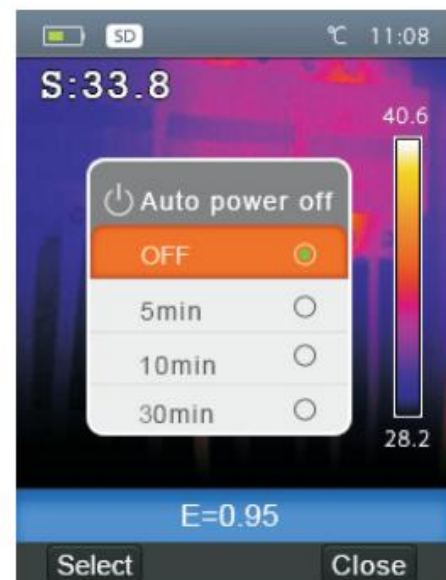 SD ℃ 11:08
S:33.8
40.6
Auto power off
OFF
5min
10min
30min
28.2
E=0.95
Select Close